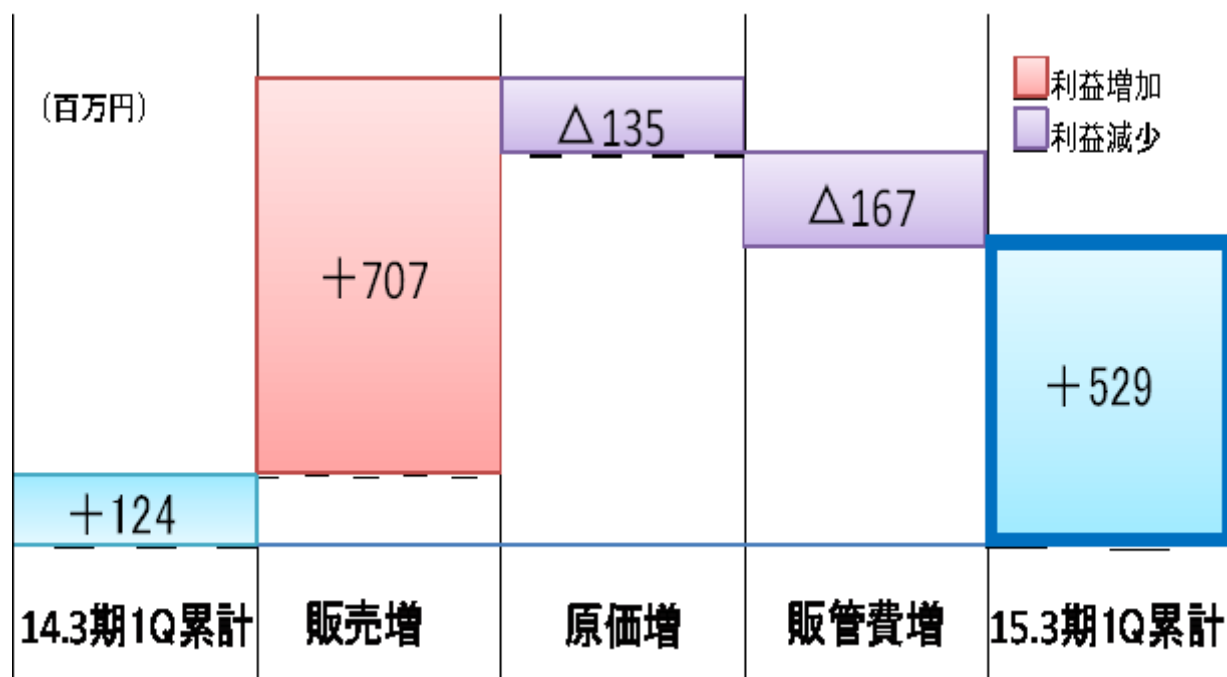 (百万円)
利益増加
利益減少
△135
△167
+707
+529
+124
14.3期1Q累計
販売増
原価増
販管費増
15.3期1Q累計